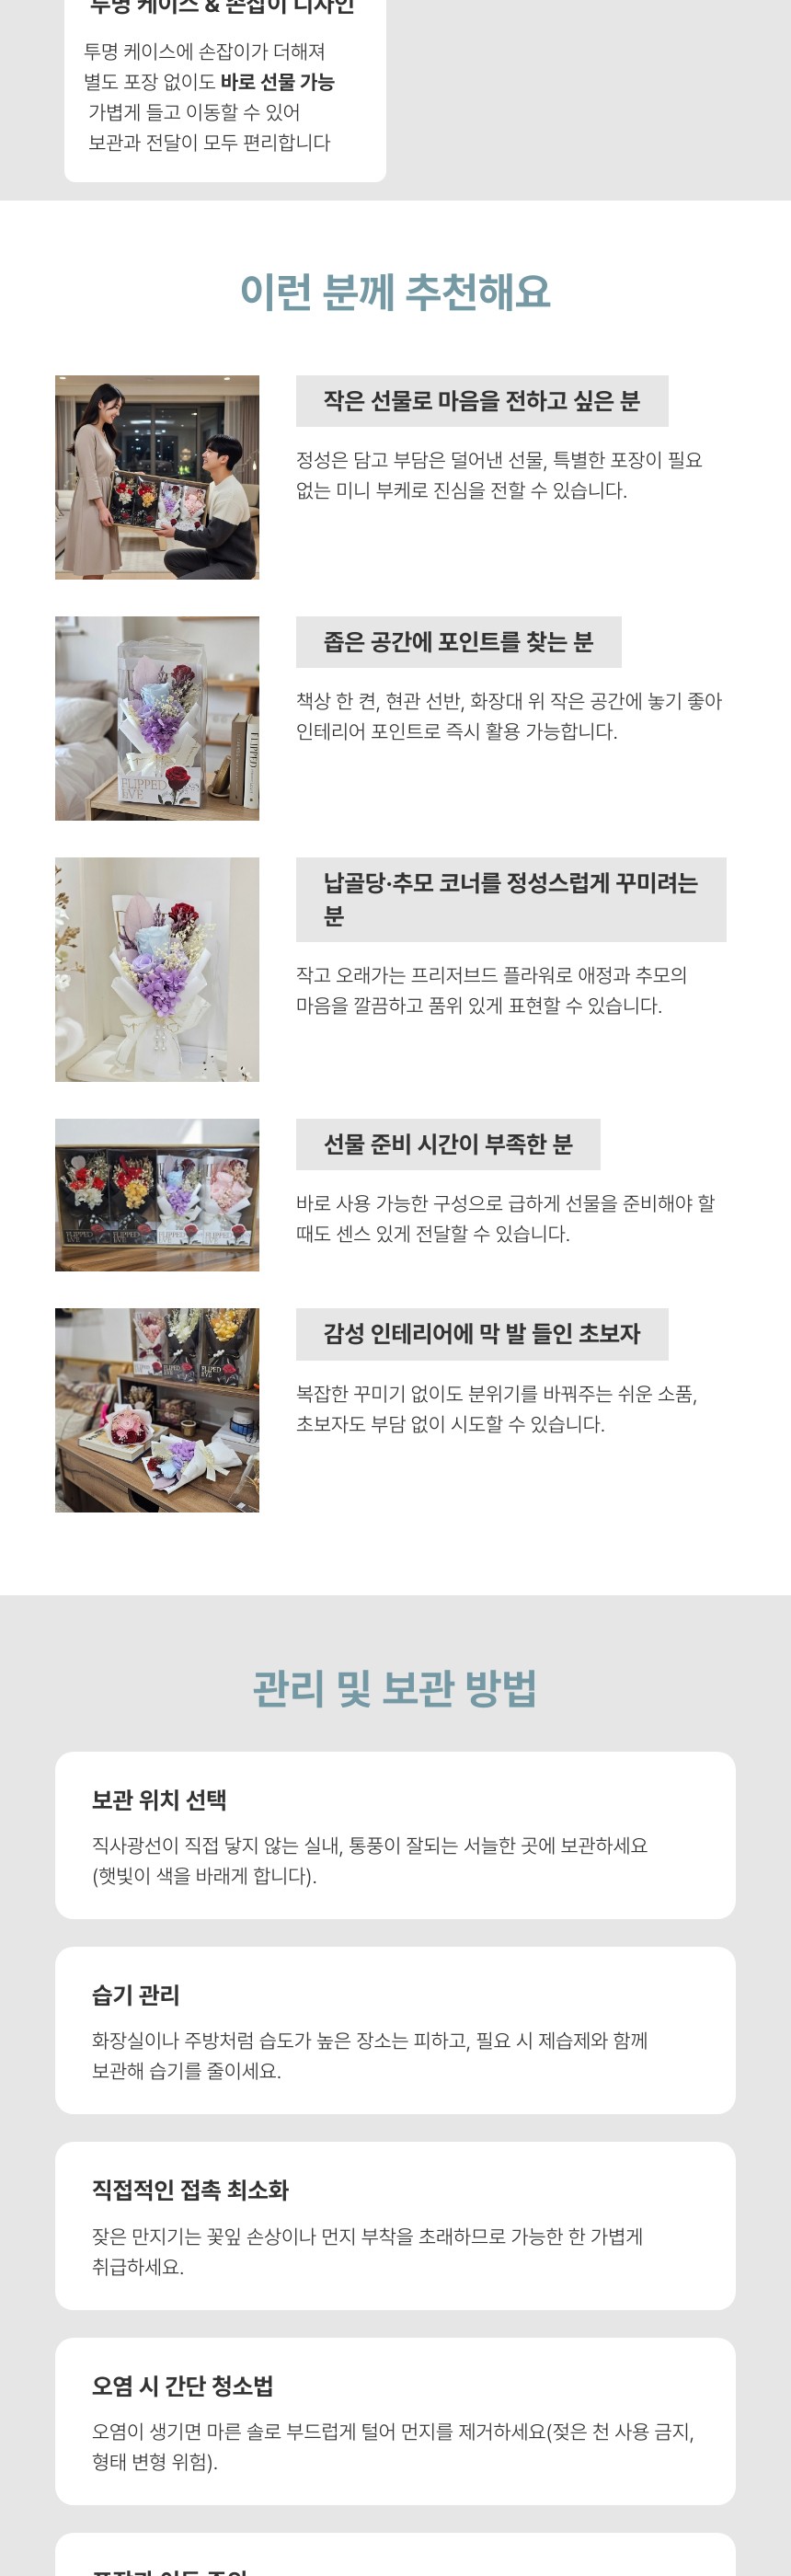 투명 케이스 & 손잡이 디자인
투명 케이스에 손잡이가 더해져
별도 포장 없이도 바로 선물 가능
가볍게 들고 이동할 수 있어
보관과 전달이 모두 편리합니다
이런 분께 추천해요
작은 선물로 마음을 전하고 싶은 분
정성은 담고 부담은 덜어낸 선물, 특별한 포장이 필요
없는 미니 부케로 진심을 전할 수 있습니다.
좁은 공간에 포인트를 찾는 분
책상 한 켠, 현관 선반, 화장대 위 작은 공간에 놓기 좋아
인테리어 포인트로 즉시 활용 가능합니다.
FLIPPED
EVE
FLIPPED
납골당·추모 코너를 정성스럽게 꾸미려는
분
작고 오래가는 프리저브드 플라워로 애정과 추모의
마음을 깔끔하고 품위 있게 표현할 수 있습니다.
선물 준비 시간이 부족한 분
바로 사용 가능한 구성으로 급하게 선물을 준비해야 할
때도 센스 있게 전달할 수 있습니다.
감성 인테리어에 막 발 들인 초보자
복잡한 꾸미기 없이도 분위기를 바꿔주는 쉬운 소품,
초보자도 부담 없이 시도할 수 있습니다.
관리 및 보관 방법
보관 위치 선택
직사광선이 직접 닿지 않는 실내, 통풍이 잘되는 서늘한 곳에 보관하세요
(햇빛이 색을 바래게 합니다).
습기 관리
화장실이나 주방처럼 습도가 높은 장소는 피하고, 필요 시 제습제와 함께
보관해 습기를 줄이세요.
직접적인 접촉 최소화
잦은 만지기는 꽃잎 손상이나 먼지 부착을 초래하므로 가능한 한 가볍게
취급하세요.
오염 시 간단 청소법
오염이 생기면 마른 솔로 부드럽게 털어 먼지를 제거하세요(젖은 천 사용 금지,
형태 변형 위험).